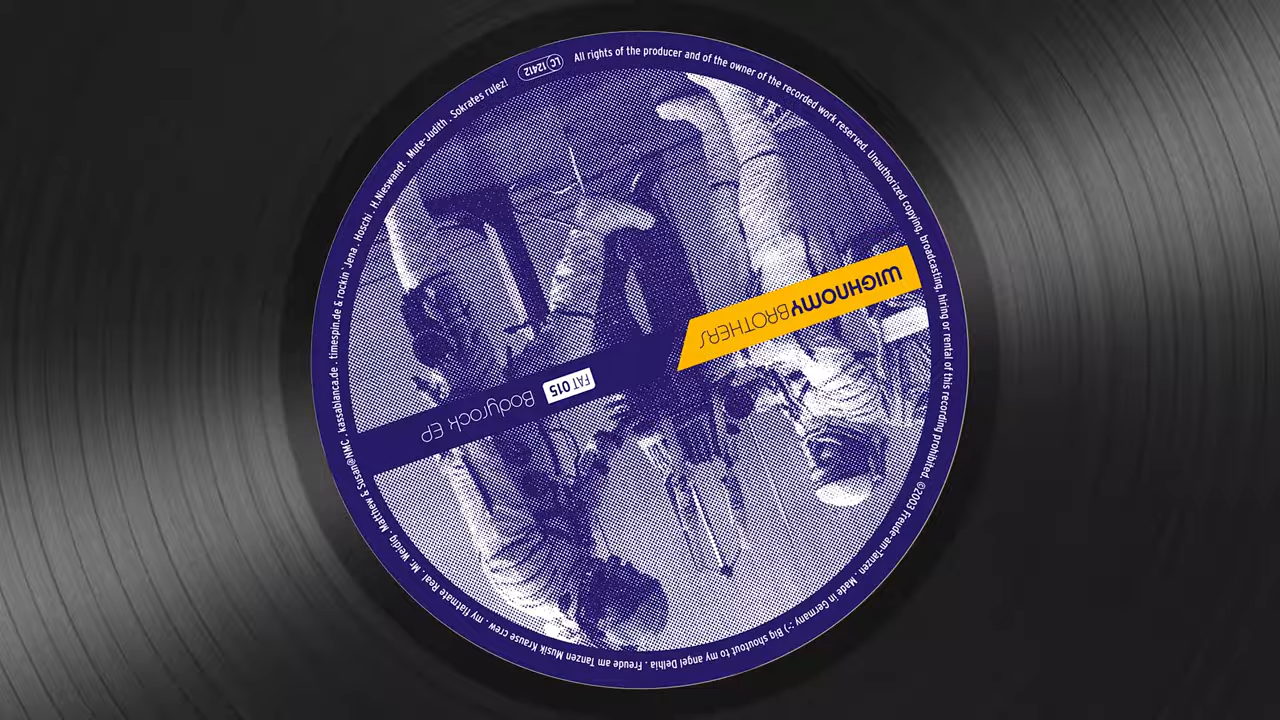 WIGHNOMY BROTHERS
FAT 015
Bodyrock EP
LC 12412
All rights of the producer and of the owner of the recorded work reserved. Unauthorized copying, broadcasting, hiring or rental of this recording prohibited. ©2003 Freude-am-Tanzen . Made in Germany ;-) Big shoutout to my angel Delhia . Freude am Tanzen Musik Krause crew . my flatmate Real . Mr. Weidig . Matthew & Susan@NMC . kassablanca.de . timespin.de & rockin´Jena . Hoschi . H.Nieswandt . Mute-Judith . Sokrates rulez!